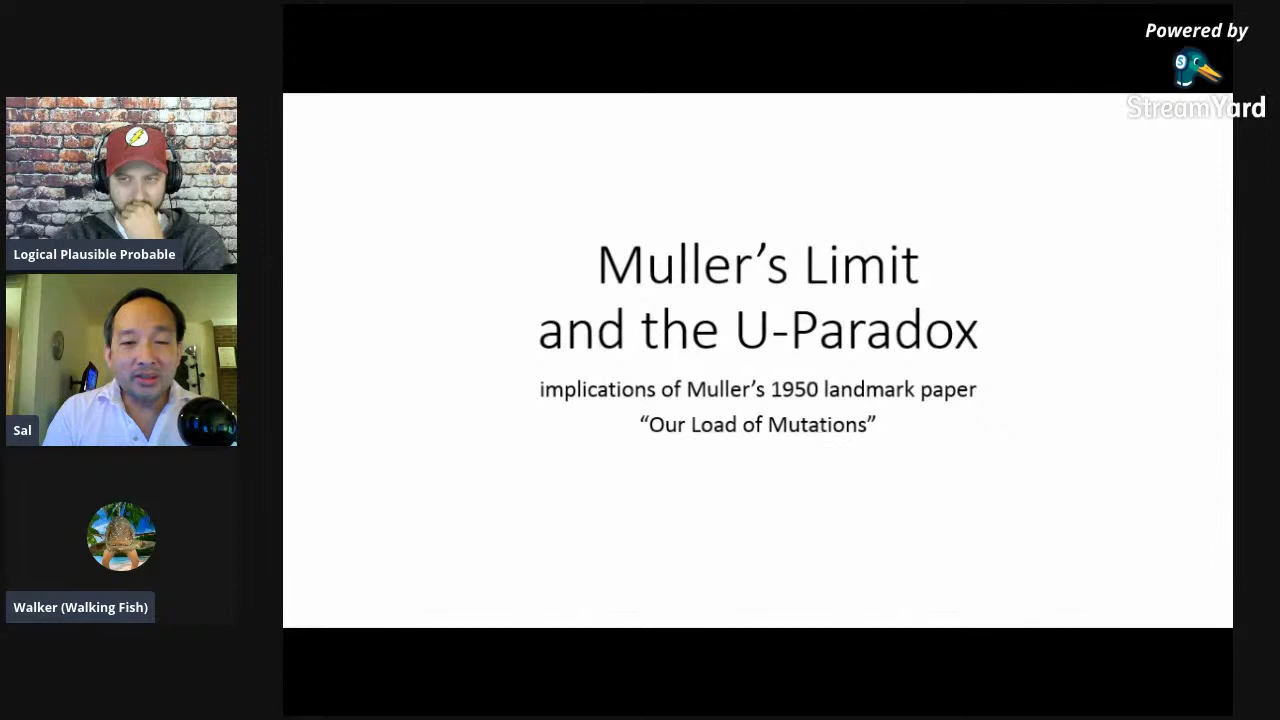 Powered by
S
StreamYard
Logical Plausible Probable
Sal
Walker (Walking Fish)
Muller’s Limit
and the U-Paradox
implications of Muller’s 1950 landmark paper
“Our Load of Mutations”